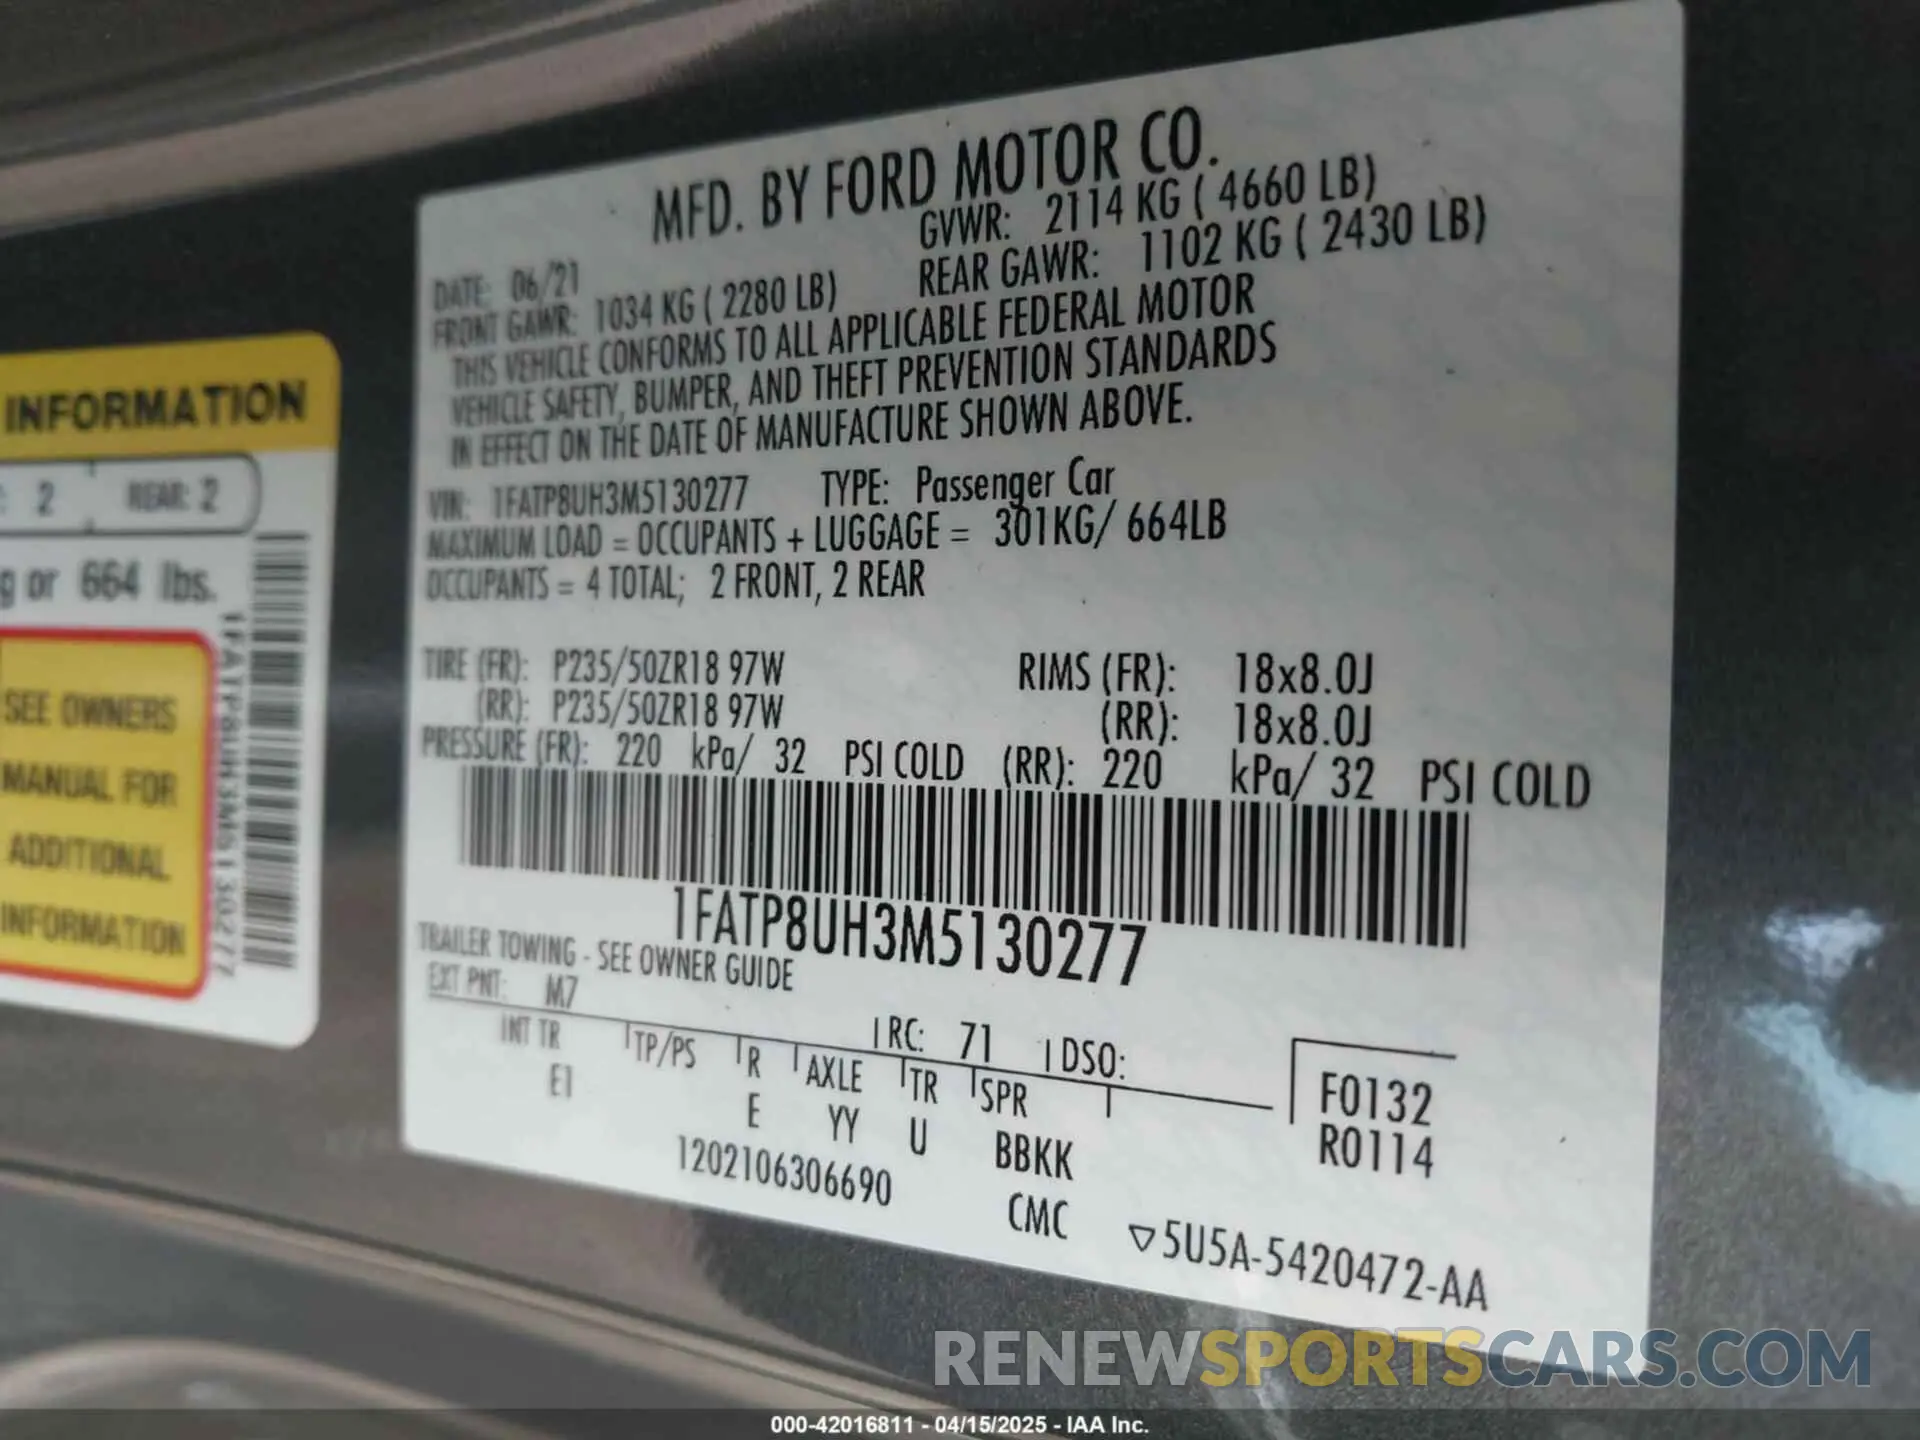 INFORMATION
2 REAR: 2
g or 664 lbs.
SEE OWNERS
MANUAL FOR
ADDITIONAL
INFORMATION
1FATP8UH3M5130277
MFD. BY FORD MOTOR CO.
DATE: 06/21 GVWR: 2114 KG ( 4660 LB)
FRONT GAWR: 1034 KG ( 2280 LB) REAR GAWR: 1102 KG ( 2430 LB)
THIS VEHICLE CONFORMS TO ALL APPLICABLE FEDERAL MOTOR
VEHICLE SAFETY, BUMPER, AND THEFT PREVENTION STANDARDS
IN EFFECT ON THE DATE OF MANUFACTURE SHOWN ABOVE.
VIN: 1FATP8UH3M5130277 TYPE: Passenger Car
MAXIMUM LOAD = OCCUPANTS + LUGGAGE = 301KG/ 664LB
OCCUPANTS = 4 TOTAL; 2 FRONT, 2 REAR
TIRE (FR): P235/50ZR18 97W RIMS (FR): 18x8.0J
(RR): P235/50ZR18 97W (RR): 18x8.0J
PRESSURE (FR): 220 kPa/ 32 PSI COLD (RR): 220 kPa/ 32 PSI COLD
1FATP8UH3M5130277
TRAILER TOWING - SEE OWNER GUIDE
EXT PNT: M7 RC: 71 DSO:
INT TR TP/PS R AXLE TR SPR
E1 E YY U BBKK
F0132
R0114
1202106306690 CMC
5U5A-5420472-AA
RENEWSPORTSCARS.COM
000-42016811 - 04/15/2025 - IAA Inc.